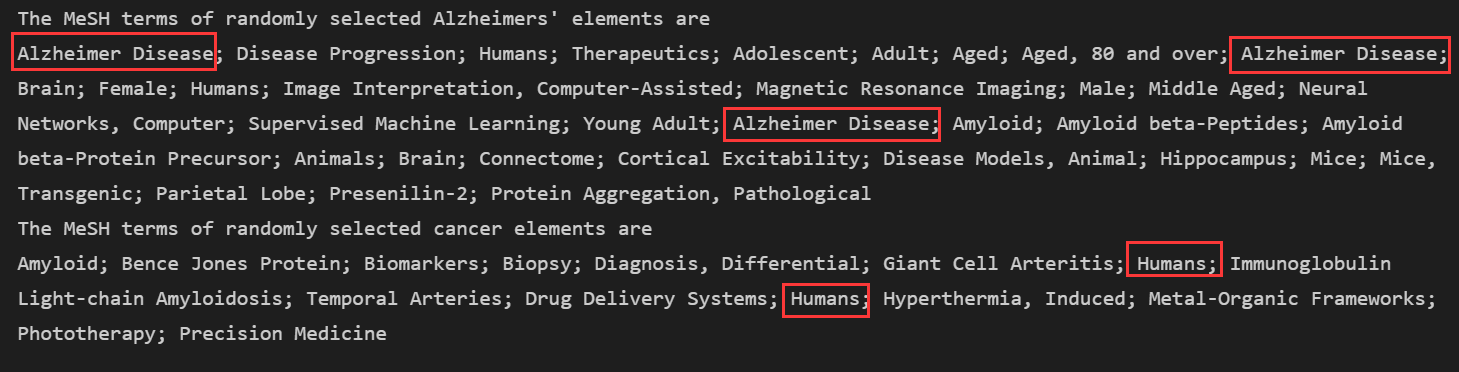 The MeSH terms of randomly selected Alzheimers' elements are
Alzheimer Disease; Disease Progression; Humans; Therapeutics; Adolescent; Adult; Aged; Aged, 80 and over; Alzheimer Disease;
Brain; Female; Humans; Image Interpretation, Computer-Assisted; Magnetic Resonance Imaging; Male; Middle Aged; Neural
Networks, Computer; Supervised Machine Learning; Young Adult; Alzheimer Disease; Amyloid; Amyloid beta-Peptides; Amyloid
beta-Protein Precursor; Animals; Brain; Connectome; Cortical Excitability; Disease Models, Animal; Hippocampus; Mice; Mice,
Transgenic; Parietal Lobe; Presenilin-2; Protein Aggregation, Pathological
The MeSH terms of randomly selected cancer elements are
Amyloid; Bence Jones Protein; Biomarkers; Biopsy; Diagnosis, Differential; Giant Cell Arteritis; Humans; Immunoglobulin
Light-chain Amyloidosis; Temporal Arteries; Drug Delivery Systems; Humans; Hyperthermia, Induced; Metal-Organic Frameworks;
Phototherapy; Precision Medicine